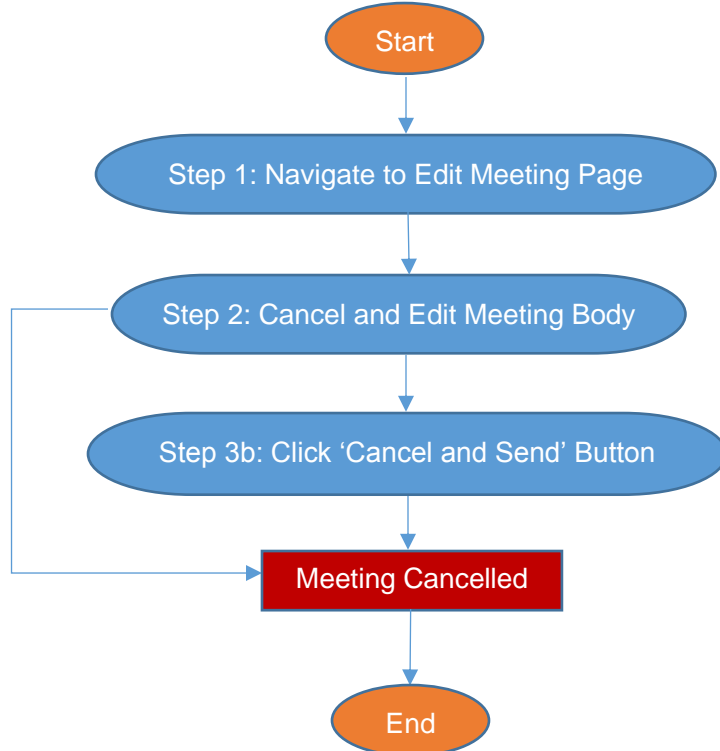 Start
Step 1: Navigate to Edit Meeting Page
Step 2: Cancel and Edit Meeting Body
Step 3b: Click ‘Cancel and Send’ Button
Meeting Cancelled
End